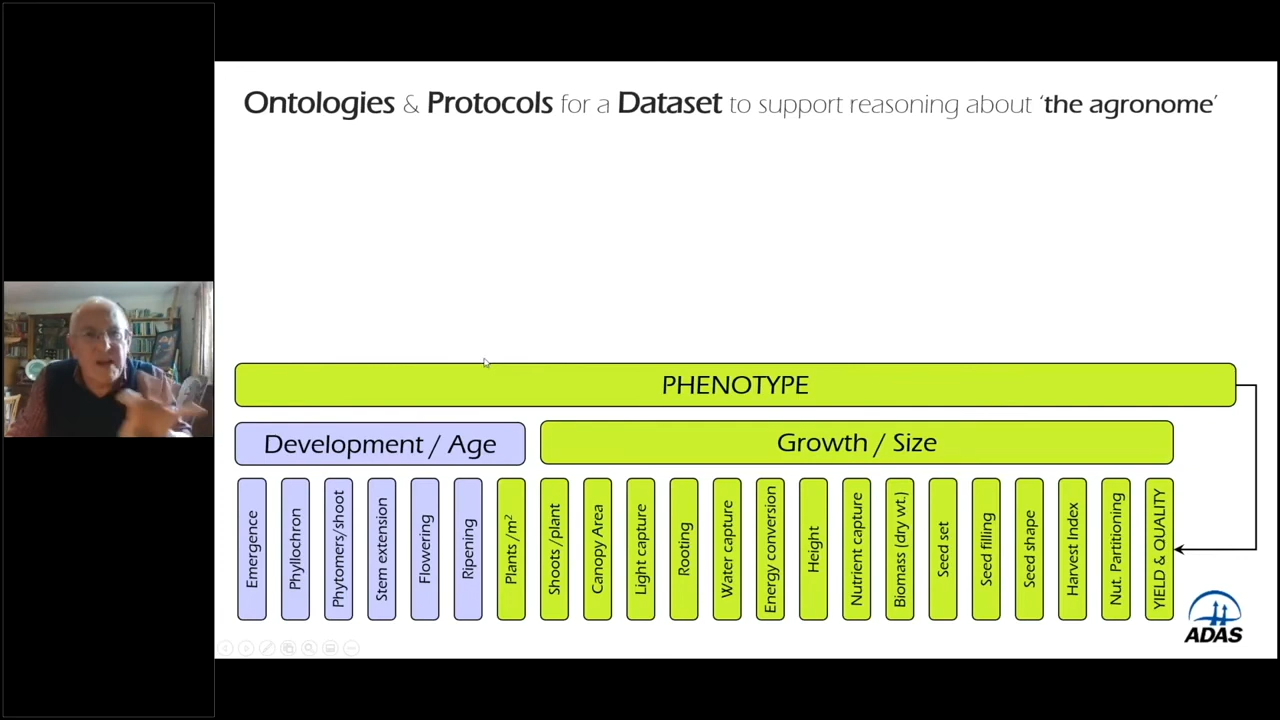 Ontologies & Protocols for a Dataset to support reasoning about ‘the agronome’
PHENOTYPE
Development / Age
Growth / Size
Emergence
Phyllochron
Phytomers/shoot
Stem extension
Flowering
Ripening
Plants /m²
Shoots /plant
Canopy Area
Light capture
Rooting
Water capture
Energy conversion
Height
Nutrient capture
Biomass (dry wt.)
Seed set
Seed filling
Seed shape
Harvest Index
Nut. Partitioning
YIELD & QUALITY
ADAS